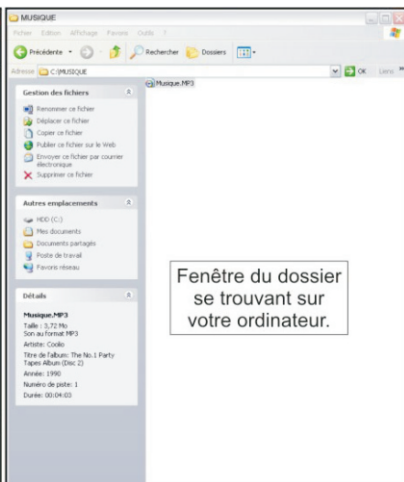 MUSIQUE
Fichier Edition Affichage Favoris Outils ?
Précédente Rechercher Dossiers
Adresse C:\MUSIQUE OK Liens »
Musique.MP3
Gestion des fichiers
Renommer ce fichier
Déplacer ce fichier
Copier ce fichier
Publier ce fichier sur le Web
Envoyer ce fichier par courrier
électronique
Supprimer ce fichier
Autres emplacements
HDD (C:)
Mes documents
Documents partagés
Poste de travail
Favoris réseau
Fenêtre du dossier
se trouvant sur
votre ordinateur.
Détails
Musique.MP3
Taille : 3,72 Mo
Son au format MP3
Artiste: Coolio
Titre de l'album: The No.1 Party
Tapes Album (Disc 2)
Année: 1990
Numéro de piste: 1
Durée: 00:04:03